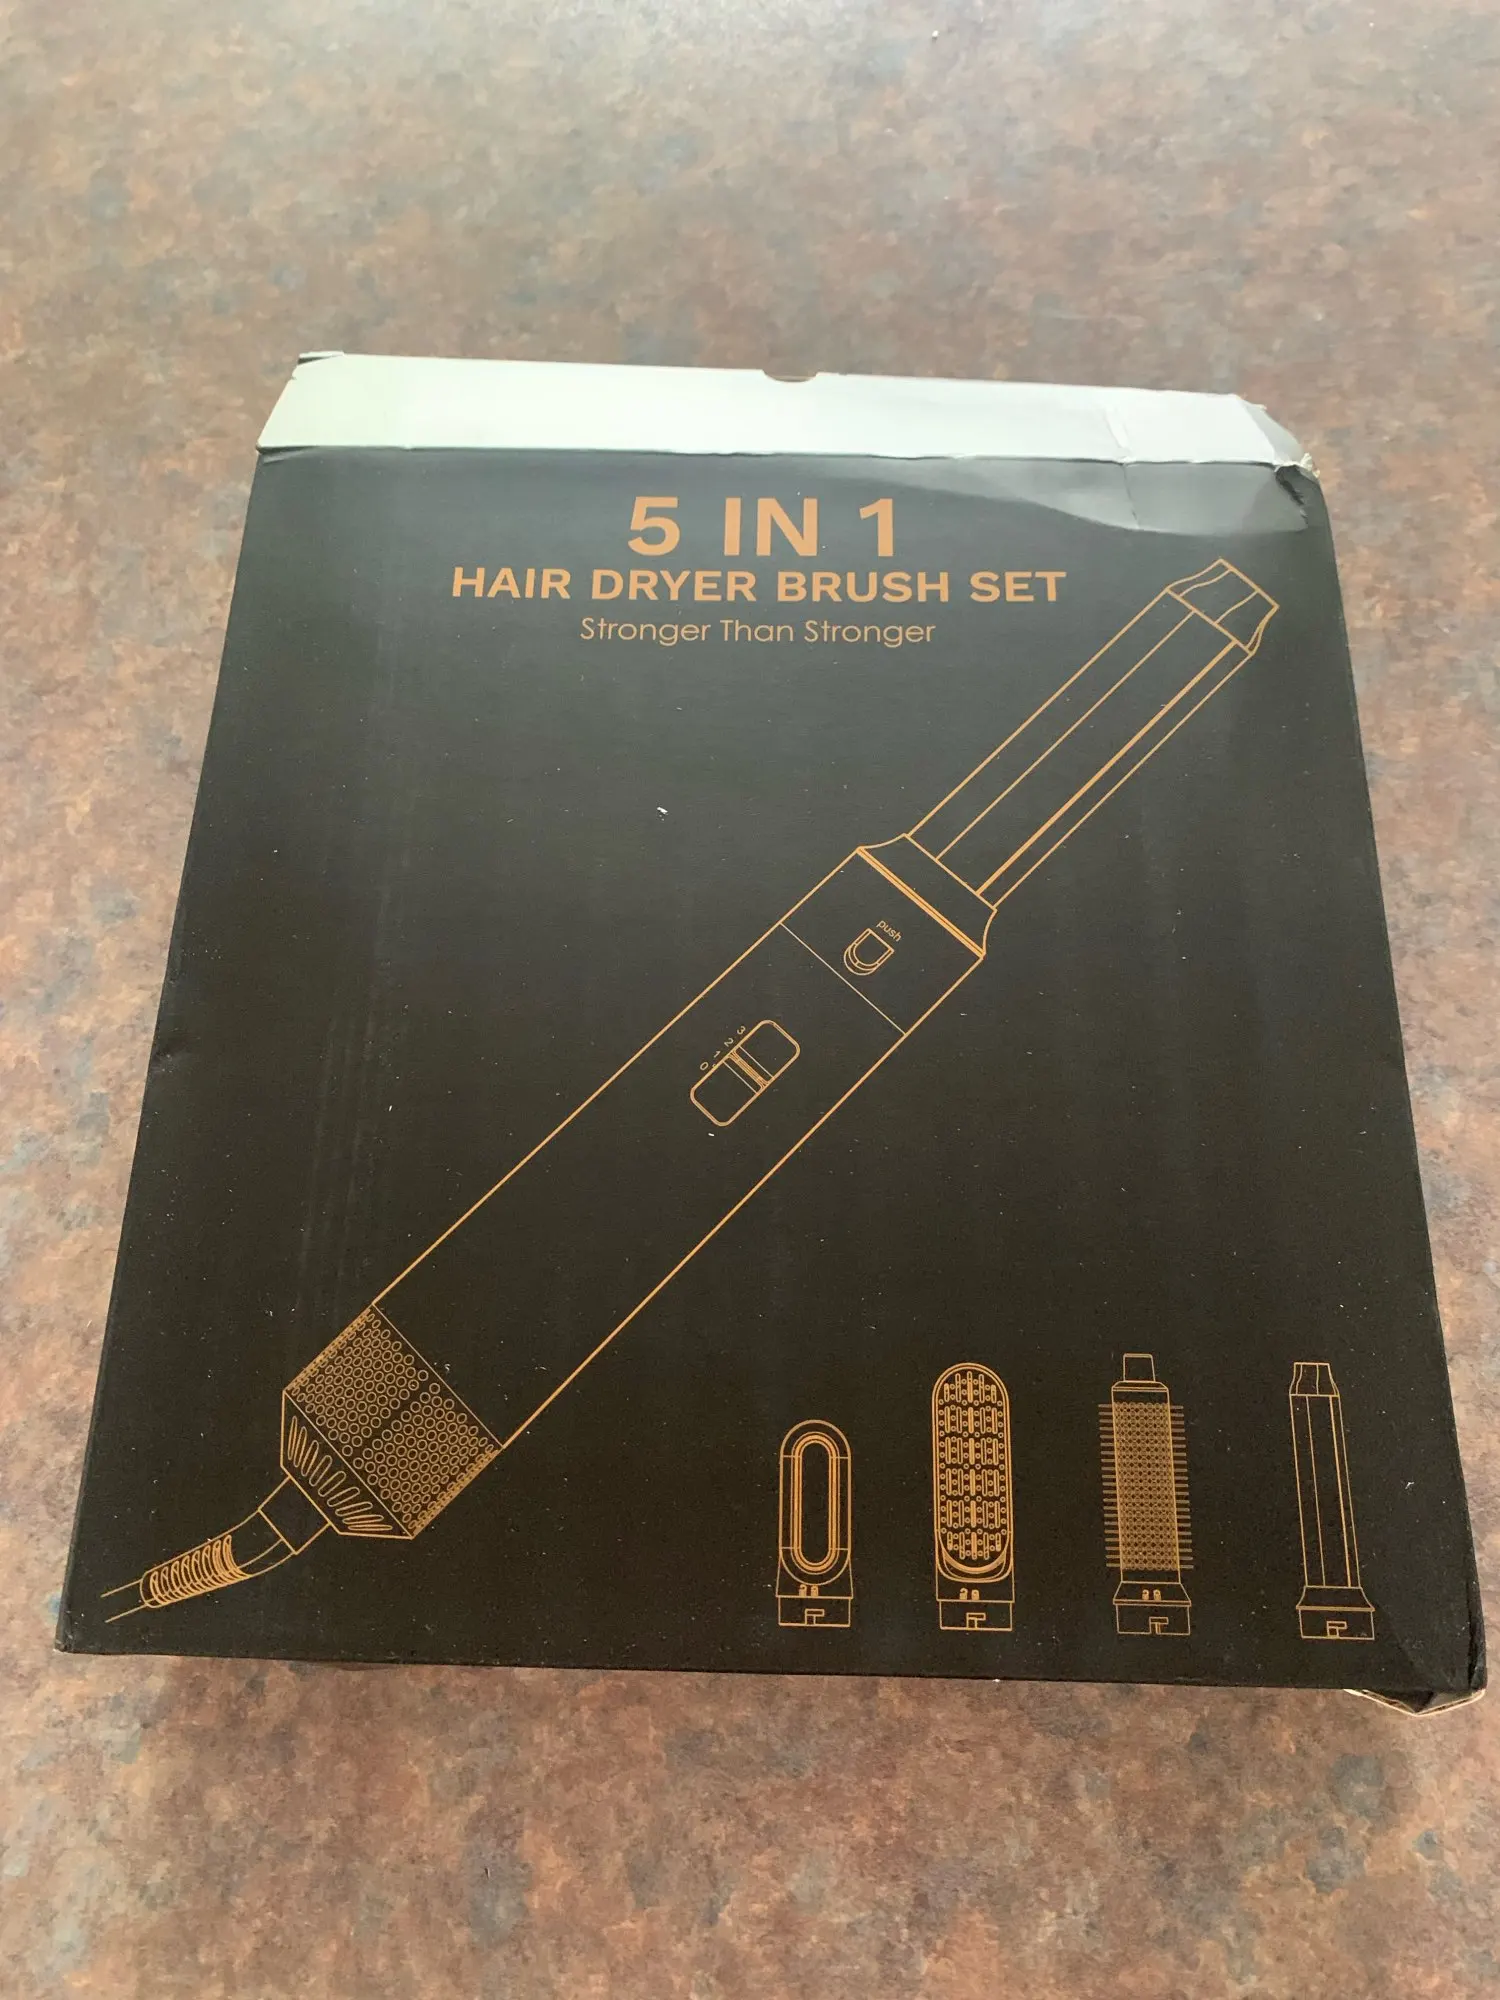 5 IN 1
HAIR DRYER BRUSH SET
Stronger Than Stronger
push
3
2
1
0